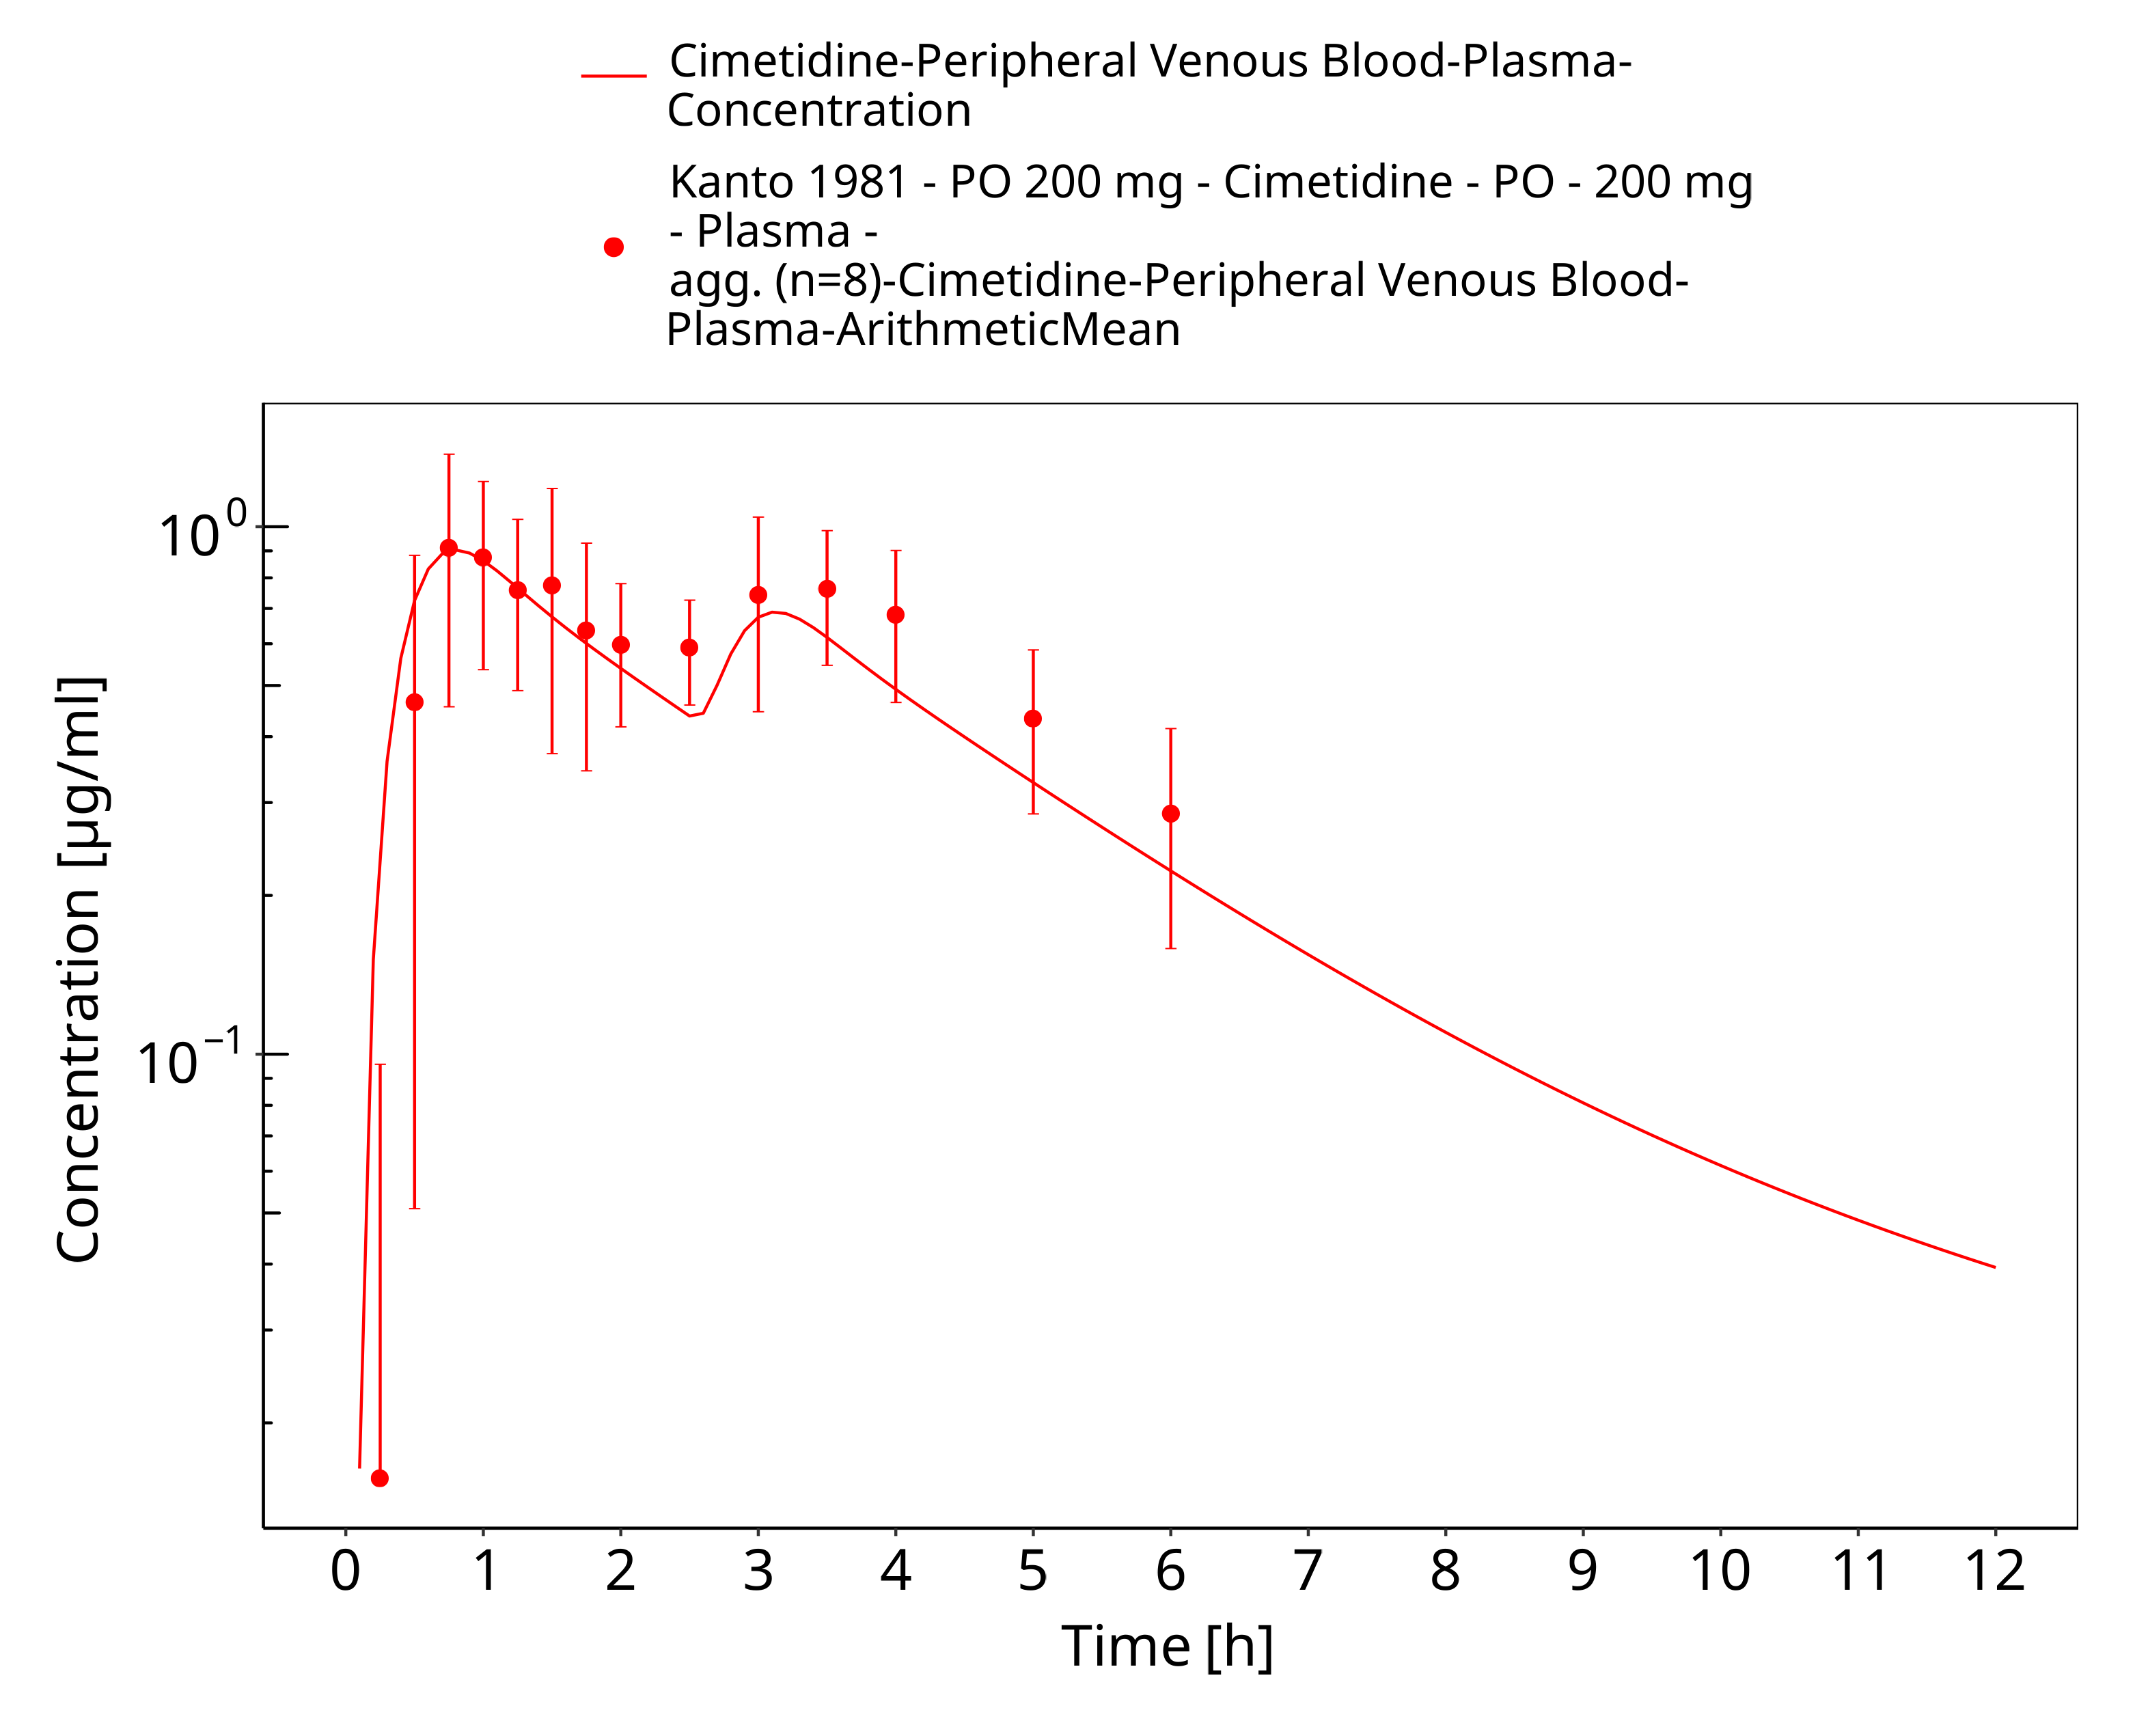 Cimetidine-Peripheral Venous Blood-Plasma-
Concentration
Kanto 1981 - PO 200 mg - Cimetidine - PO - 200 mg
- Plasma -
agg. (n=8)-Cimetidine-Peripheral Venous Blood-
Plasma-ArithmeticMean
Concentration [µg/ml]
10⁰
10⁻¹
0 1 2 3 4 5 6 7 8 9 10 11 12
Time [h]